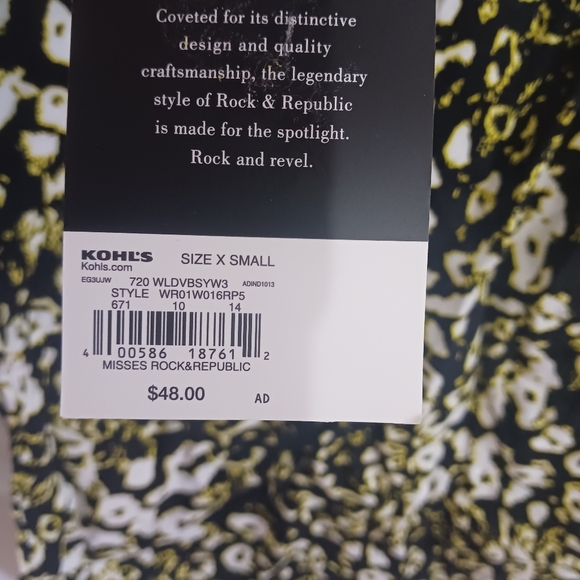 Coveted for its distinctive
design and quality
craftsmanship, the legendary
style of Rock & Republic
is made for the spotlight.
Rock and revel.
KOHL'S SIZE X SMALL
Kohls.com
EG3UJW 720 WLDVBSYW3 ADIND1013
STYLE WR01W016RP5
671 10 14
4 00586 18761 2
MISSES ROCK&REPUBLIC
$48.00 AD